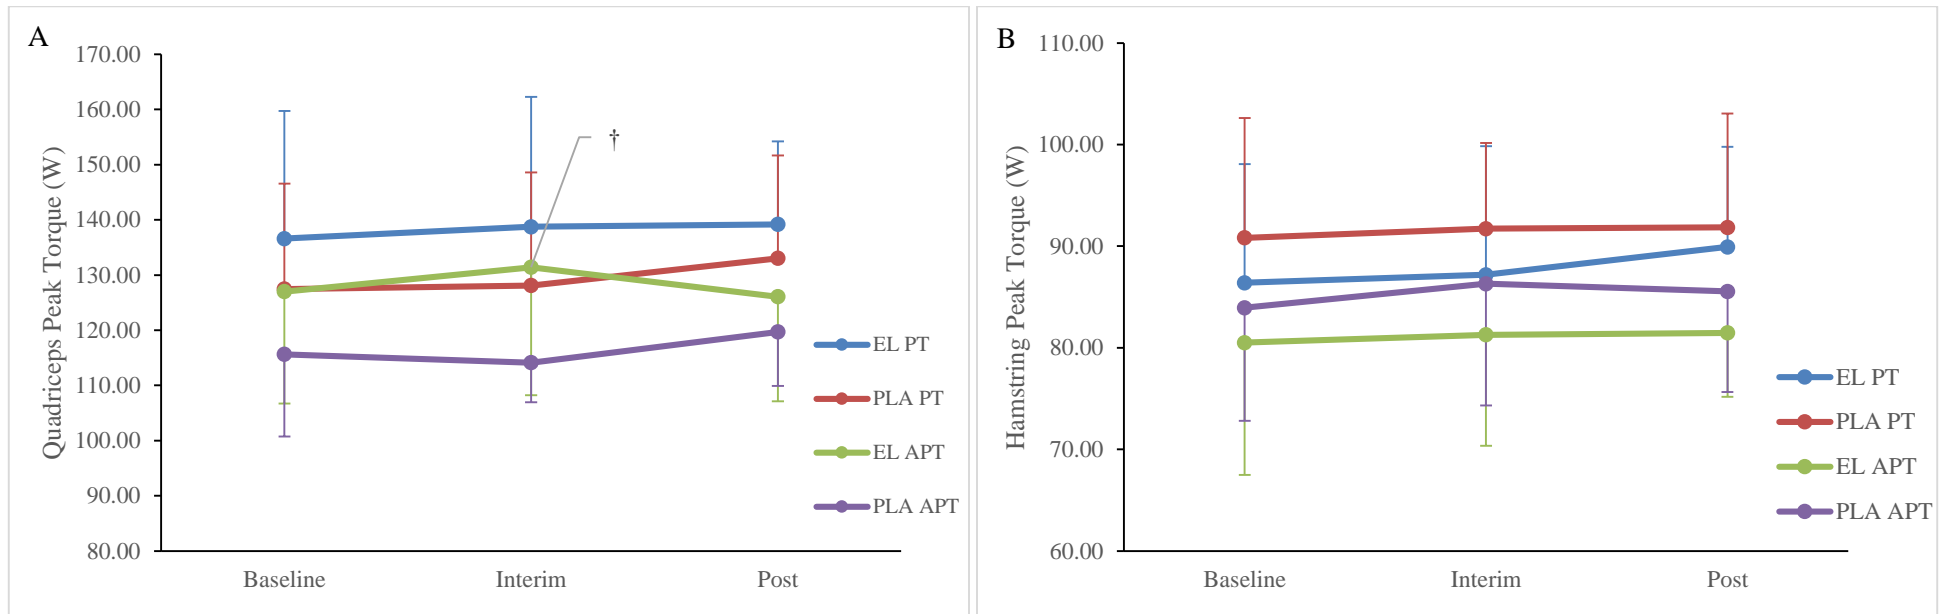 A
Quadriceps Peak Torque (W)
170.00
160.00
150.00
140.00
130.00
120.00
110.00
100.00
90.00
80.00
†
Baseline
Interim
Post
EL PT
PLA PT
EL APT
PLA APT
B
Hamstring Peak Torque (W)
110.00
100.00
90.00
80.00
70.00
60.00
Baseline
Interim
Post
EL PT
PLA PT
EL APT
PLA APT